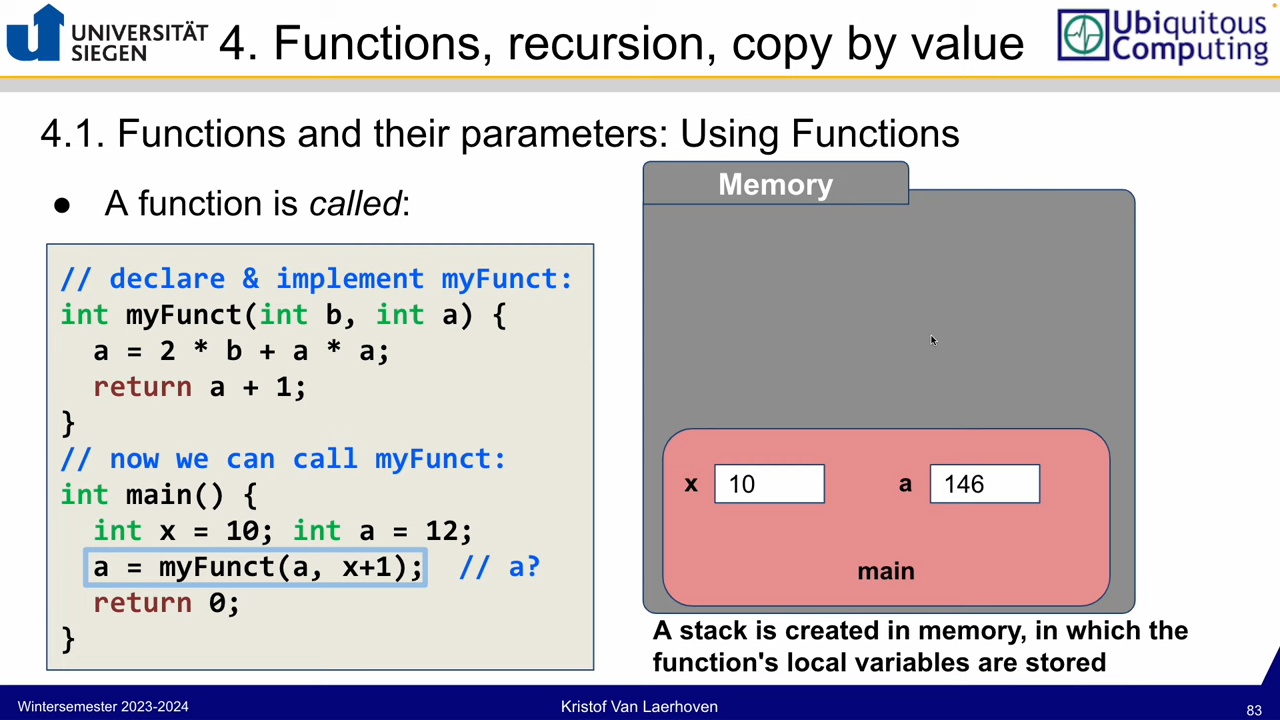 UNIVERSITÄT
SIEGEN
4. Functions, recursion, copy by value
Ubiquitous
Computing
4.1. Functions and their parameters: Using Functions
● A function is called:
// declare & implement myFunct:
int myFunct(int b, int a) {
  a = 2 * b + a * a;
  return a + 1;
}
// now we can call myFunct:
int main() {
  int x = 10; int a = 12;
  a = myFunct(a, x+1);  // a?
  return 0;
}
Memory
x 10 a 146
main
A stack is created in memory, in which the
function's local variables are stored
Wintersemester 2023-2024 Kristof Van Laerhoven 83